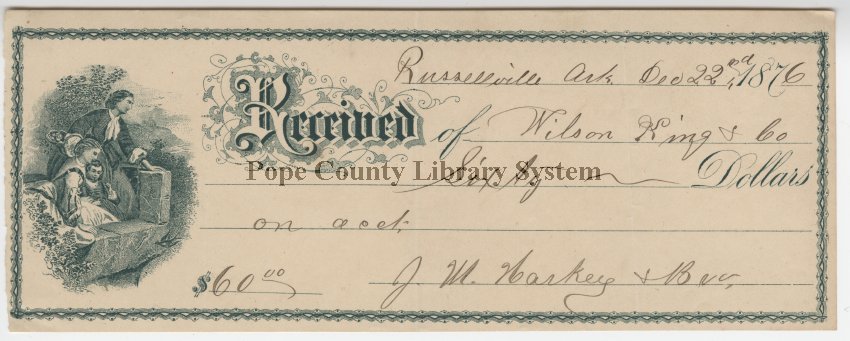 Russellville Ark Dec 22nd, 1876
Received of Wilson King & Co
Sixty Dollars
Pope County Library System
on acct
$60.00 J M Harkey & Bro,